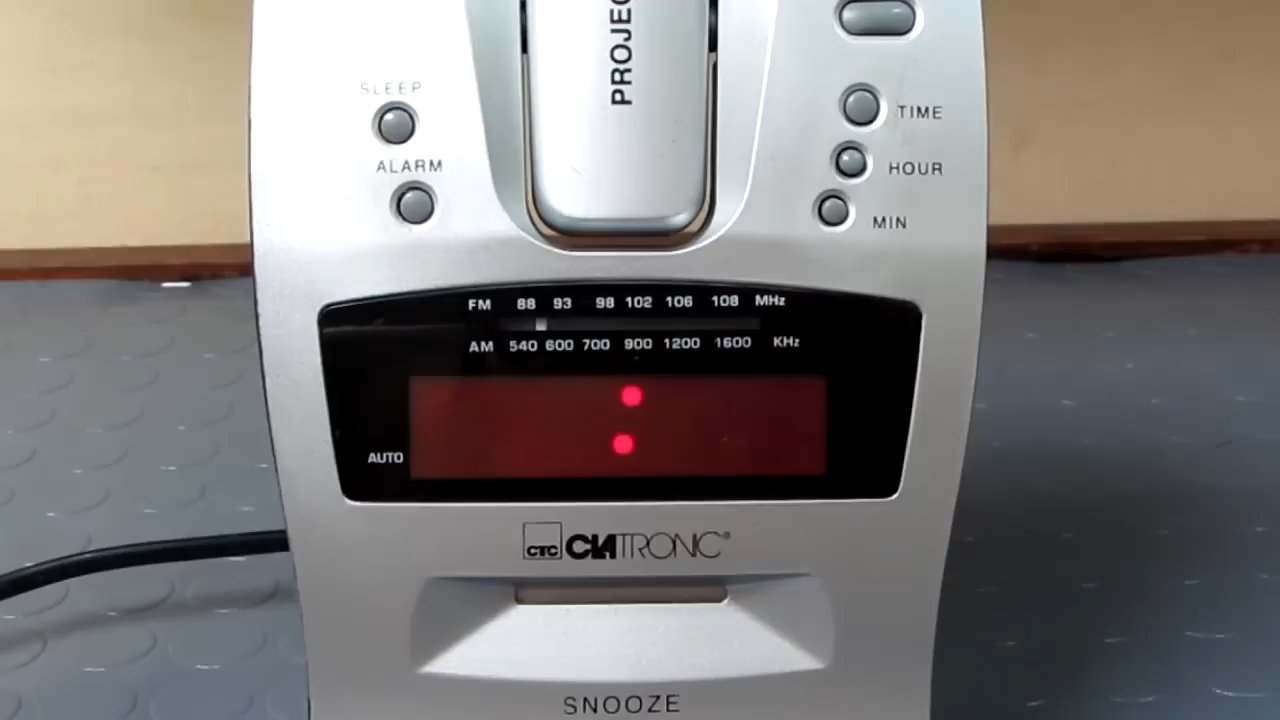 PROJEC
SLEEP
ALARM
TIME
HOUR
MIN
FM 88 93 98 102 106 108 MHz
AM 540 600 700 900 1200 1600 KHz
AUTO
CTC CLATRONIC®
SNOOZE